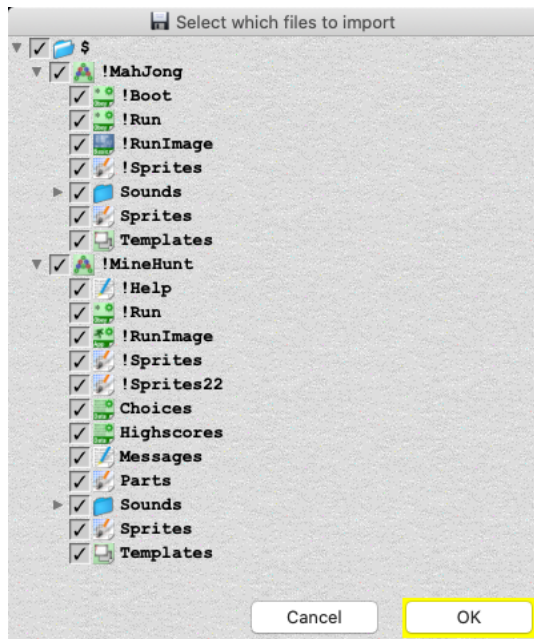 Select which files to import
$
!MahJong
!Boot
!Run
!RunImage
!Sprites
Sounds
Sprites
Templates
!MineHunt
!Help
!Run
!RunImage
!Sprites
!Sprites22
Choices
Highscores
Messages
Parts
Sounds
Sprites
Templates
Cancel OK